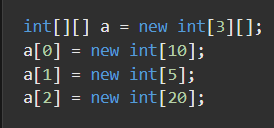 int[][] a = new int[3][];
a[0] = new int[10];
a[1] = new int[5];
a[2] = new int[20];